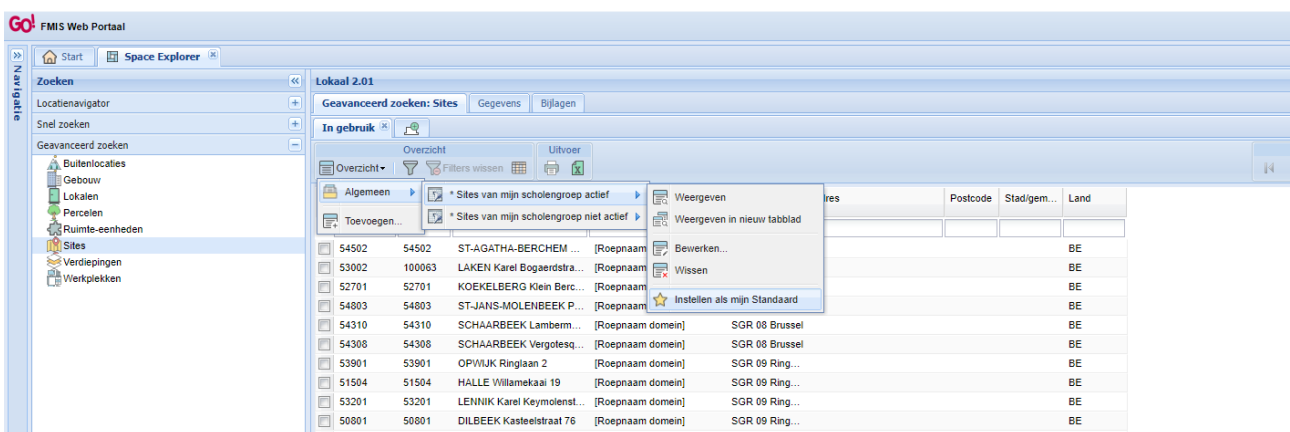 GO! FMIS Web Portaal
Navigatie
Start Space Explorer
Zoeken
Locatienavigator
Snel zoeken
Geavanceerd zoeken
Buitenlocaties
Gebouw
Lokalen
Percelen
Ruimte-eenheden
Sites
Verdiepingen
Werkplekken
Lokaal 2.01
Geavanceerd zoeken: Sites Gegevens Bijlagen
In gebruik
Overzicht Uitvoer
Overzicht Filters wissen
Algemeen
Toevoegen...
* Sites van mijn scholengroep actief
* Sites van mijn scholengroep niet actief
Weergeven
Weergeven in nieuw tabblad
Bewerken...
Wissen
Instellen als mijn Standaard
res Postcode Stad/gem... Land
54502 54502 ST-AGATHA-BERCHEM ... [Roepnaam BE
53002 100063 LAKEN Karel Bogaerdstra... [Roepnaam BE
52701 52701 KOEKELBERG Klein Berc... [Roepnaam BE
54803 54803 ST-JANS-MOLENBEEK P... [Roepnaam BE
54310 54310 SCHAARBEEK Lamberm... [Roepnaam domein] SGR 08 Brussel BE
54308 54308 SCHAARBEEK Vergotesq... [Roepnaam domein] SGR 08 Brussel BE
53901 53901 OPWIJK Ringlaan 2 [Roepnaam domein] SGR 09 Ring... BE
51504 51504 HALLE Willamekaai 19 [Roepnaam domein] SGR 09 Ring... BE
53201 53201 LENNIK Karel Keymolenst... [Roepnaam domein] SGR 09 Ring... BE
50801 50801 DILBEEK Kasteelstraat 76 [Roepnaam domein] SGR 09 Ring... BE